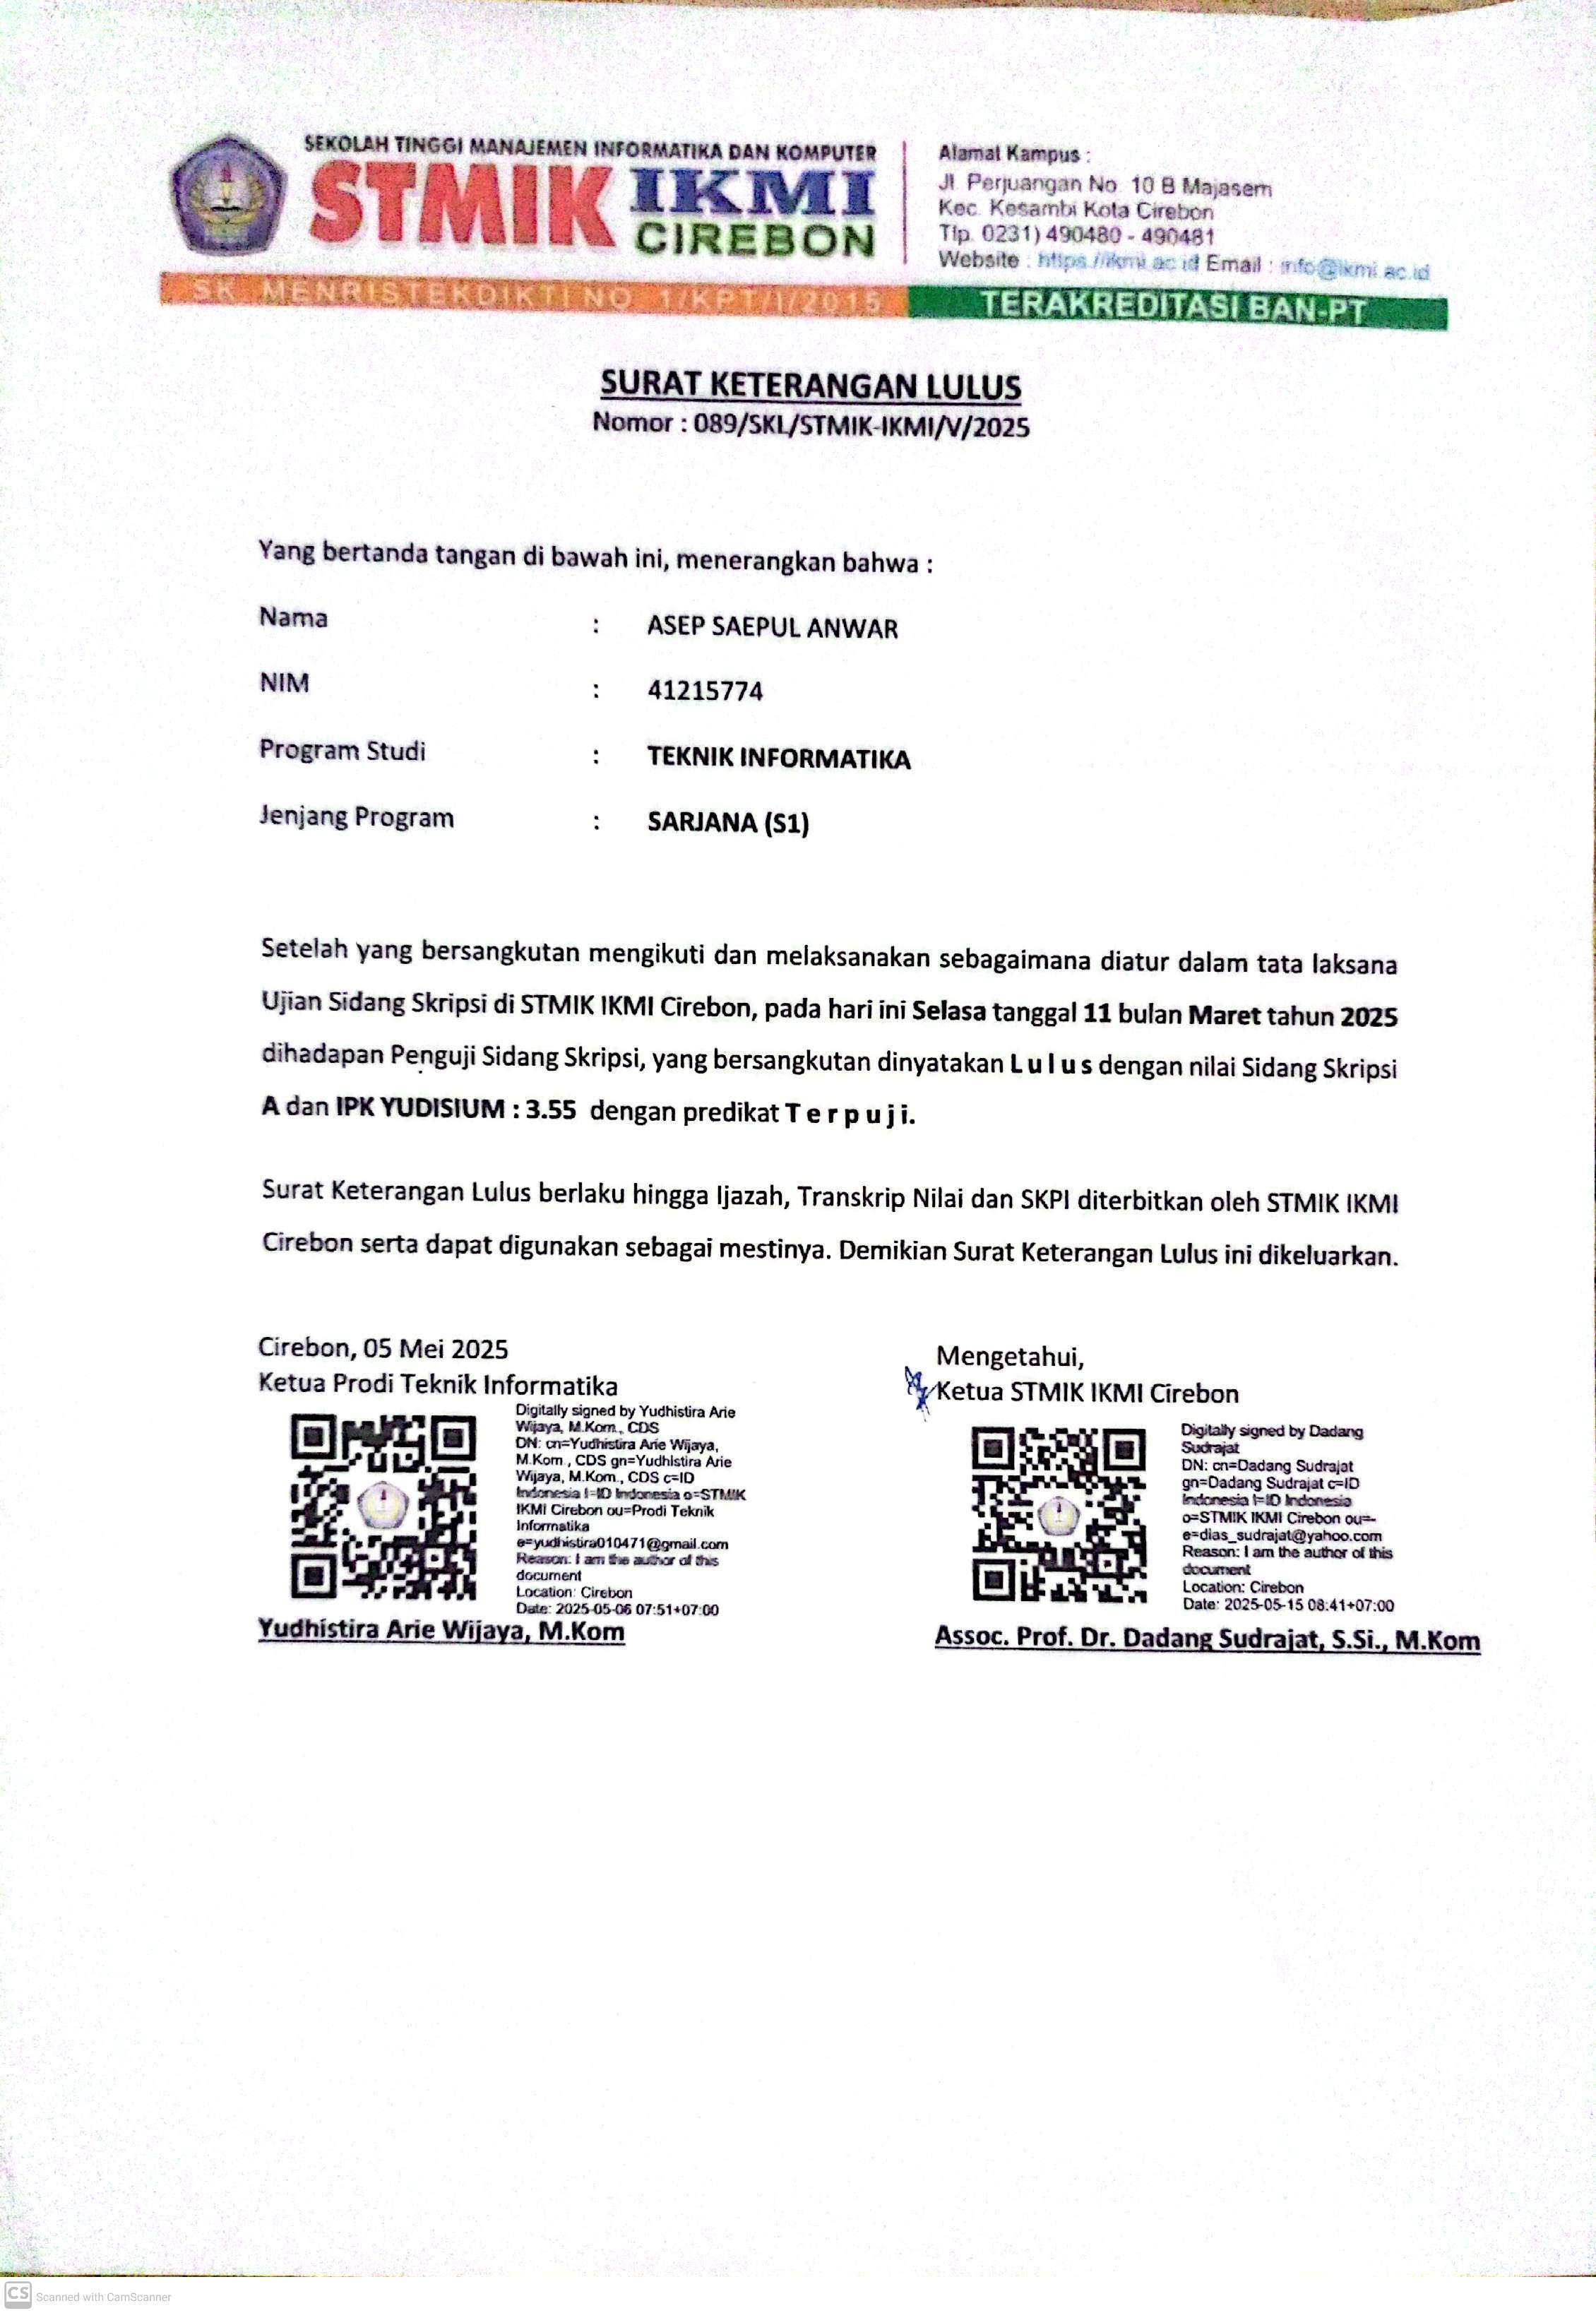 SEKOLAH TINGGI MANAJEMEN INFORMATIKA DAN KOMPUTER
STMIK IKMI
CIREBON
Alamat Kampus :
Jl. Perjuangan No. 10 B Majasem
Kec. Kesambi Kota Cirebon
Tlp. 0231) 490480 - 490481
Website : https://ikmi.ac.id Email : info@ikmi.ac.id
SK. MENRISTEKDIKTI NO. 1/KPT/I/2015
TERAKREDITASI BAN-PT
SURAT KETERANGAN LULUS
Nomor : 089/SKL/STMIK-IKMI/V/2025
Yang bertanda tangan di bawah ini, menerangkan bahwa :
Nama : ASEP SAEPUL ANWAR
NIM : 41215774
Program Studi : TEKNIK INFORMATIKA
Jenjang Program : SARJANA (S1)
Setelah yang bersangkutan mengikuti dan melaksanakan sebagaimana diatur dalam tata laksana
Ujian Sidang Skripsi di STMIK IKMI Cirebon, pada hari ini Selasa tanggal 11 bulan Maret tahun 2025
dihadapan Penguji Sidang Skripsi, yang bersangkutan dinyatakan L u l u s dengan nilai Sidang Skripsi
A dan IPK YUDISIUM : 3.55 dengan predikat T e r p u j i.
Surat Keterangan Lulus berlaku hingga Ijazah, Transkrip Nilai dan SKPI diterbitkan oleh STMIK IKMI
Cirebon serta dapat digunakan sebagai mestinya. Demikian Surat Keterangan Lulus ini dikeluarkan.
Cirebon, 05 Mei 2025
Ketua Prodi Teknik Informatika
Digitally signed by Yudhistira Arie
Wijaya, M.Kom., CDS
DN: cn=Yudhistira Arie Wijaya,
M.Kom., CDS gn=Yudhistira Arie
Wijaya, M.Kom., CDS c=ID
Indonesia l=ID Indonesia o=STMIK
IKMI Cirebon ou=Prodi Teknik
Informatika
e=yudhistira010471@gmail.com
Reason: I am the author of this
document
Location: Cirebon
Date: 2025-05-06 07:51+07:00
Yudhistira Arie Wijaya, M.Kom
Mengetahui,
Ketua STMIK IKMI Cirebon
Digitally signed by Dadang
Sudrajat
DN: cn=Dadang Sudrajat
gn=Dadang Sudrajat c=ID
Indonesia l=ID Indonesia
o=STMIK IKMI Cirebon ou=-
e=dias_sudrajat@yahoo.com
Reason: I am the author of this
document
Location: Cirebon
Date: 2025-05-15 08:41+07:00
Assoc. Prof. Dr. Dadang Sudrajat, S.Si., M.Kom
CS Scanned with CamScanner